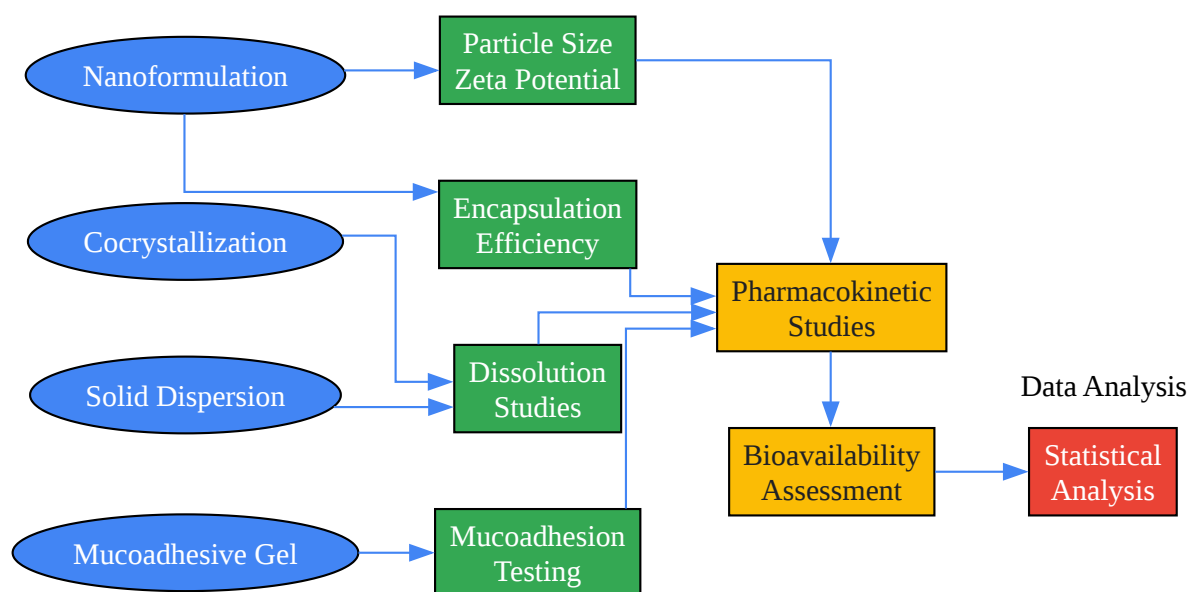 Nanoformulation
Particle Size
Zeta Potential
Cocrystallization
Encapsulation
Efficiency
Pharmacokinetic
Studies
Solid Dispersion
Dissolution
Studies
Data Analysis
Bioavailability
Assessment
Statistical
Analysis
Mucoadhesive Gel
Mucoadhesion
Testing